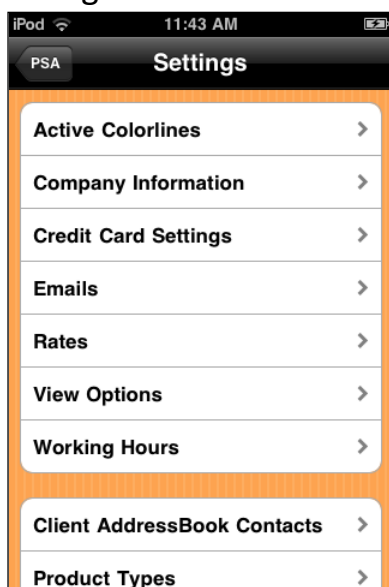 iPod 11:43 AM
PSA Settings
Active Colorlines
Company Information
Credit Card Settings
Emails
Rates
View Options
Working Hours
Client AddressBook Contacts
Product Types